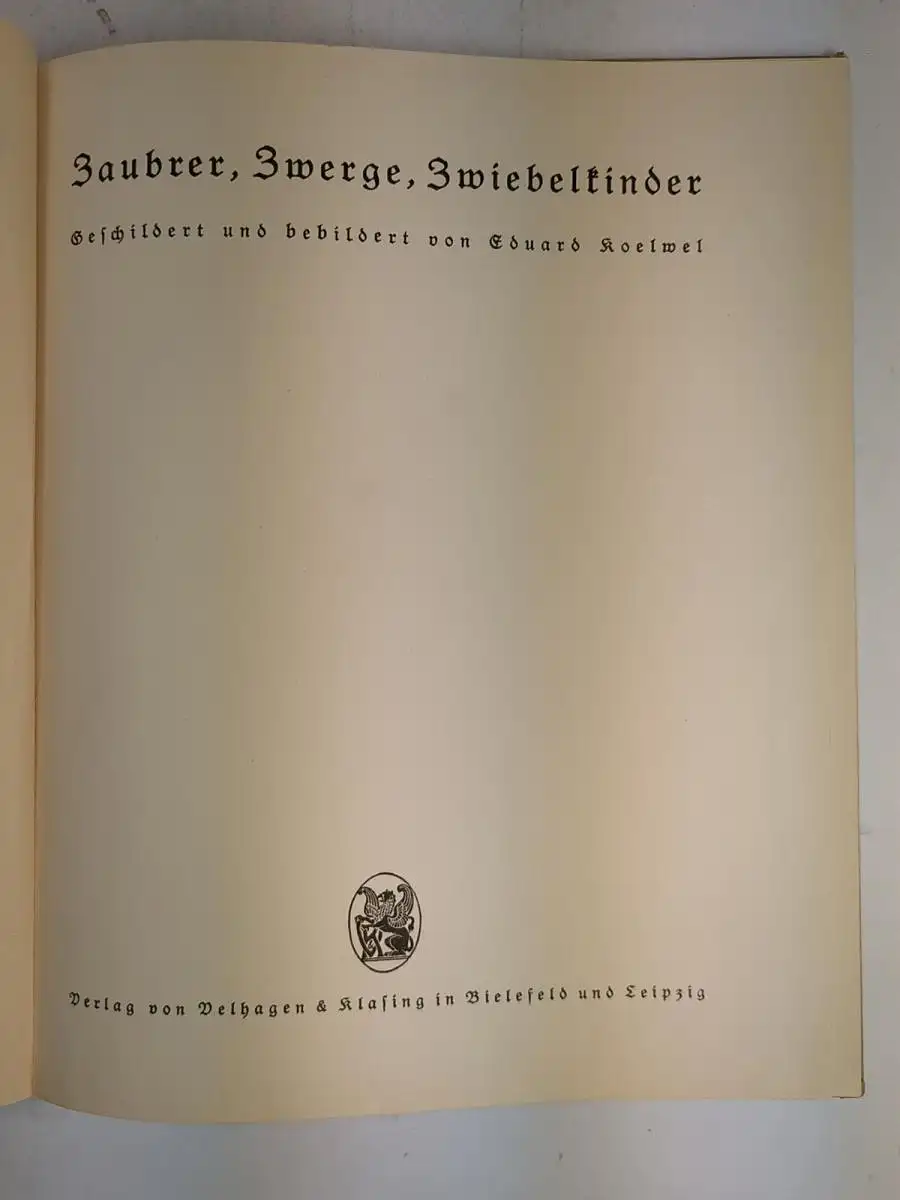 Zaubrer, Zwerge, Zwiebelkinder
Geſchildert und bebildert von Eduard Koelwel
Verlag von Velhagen & Klaſing in Bielefeld und Leipzig